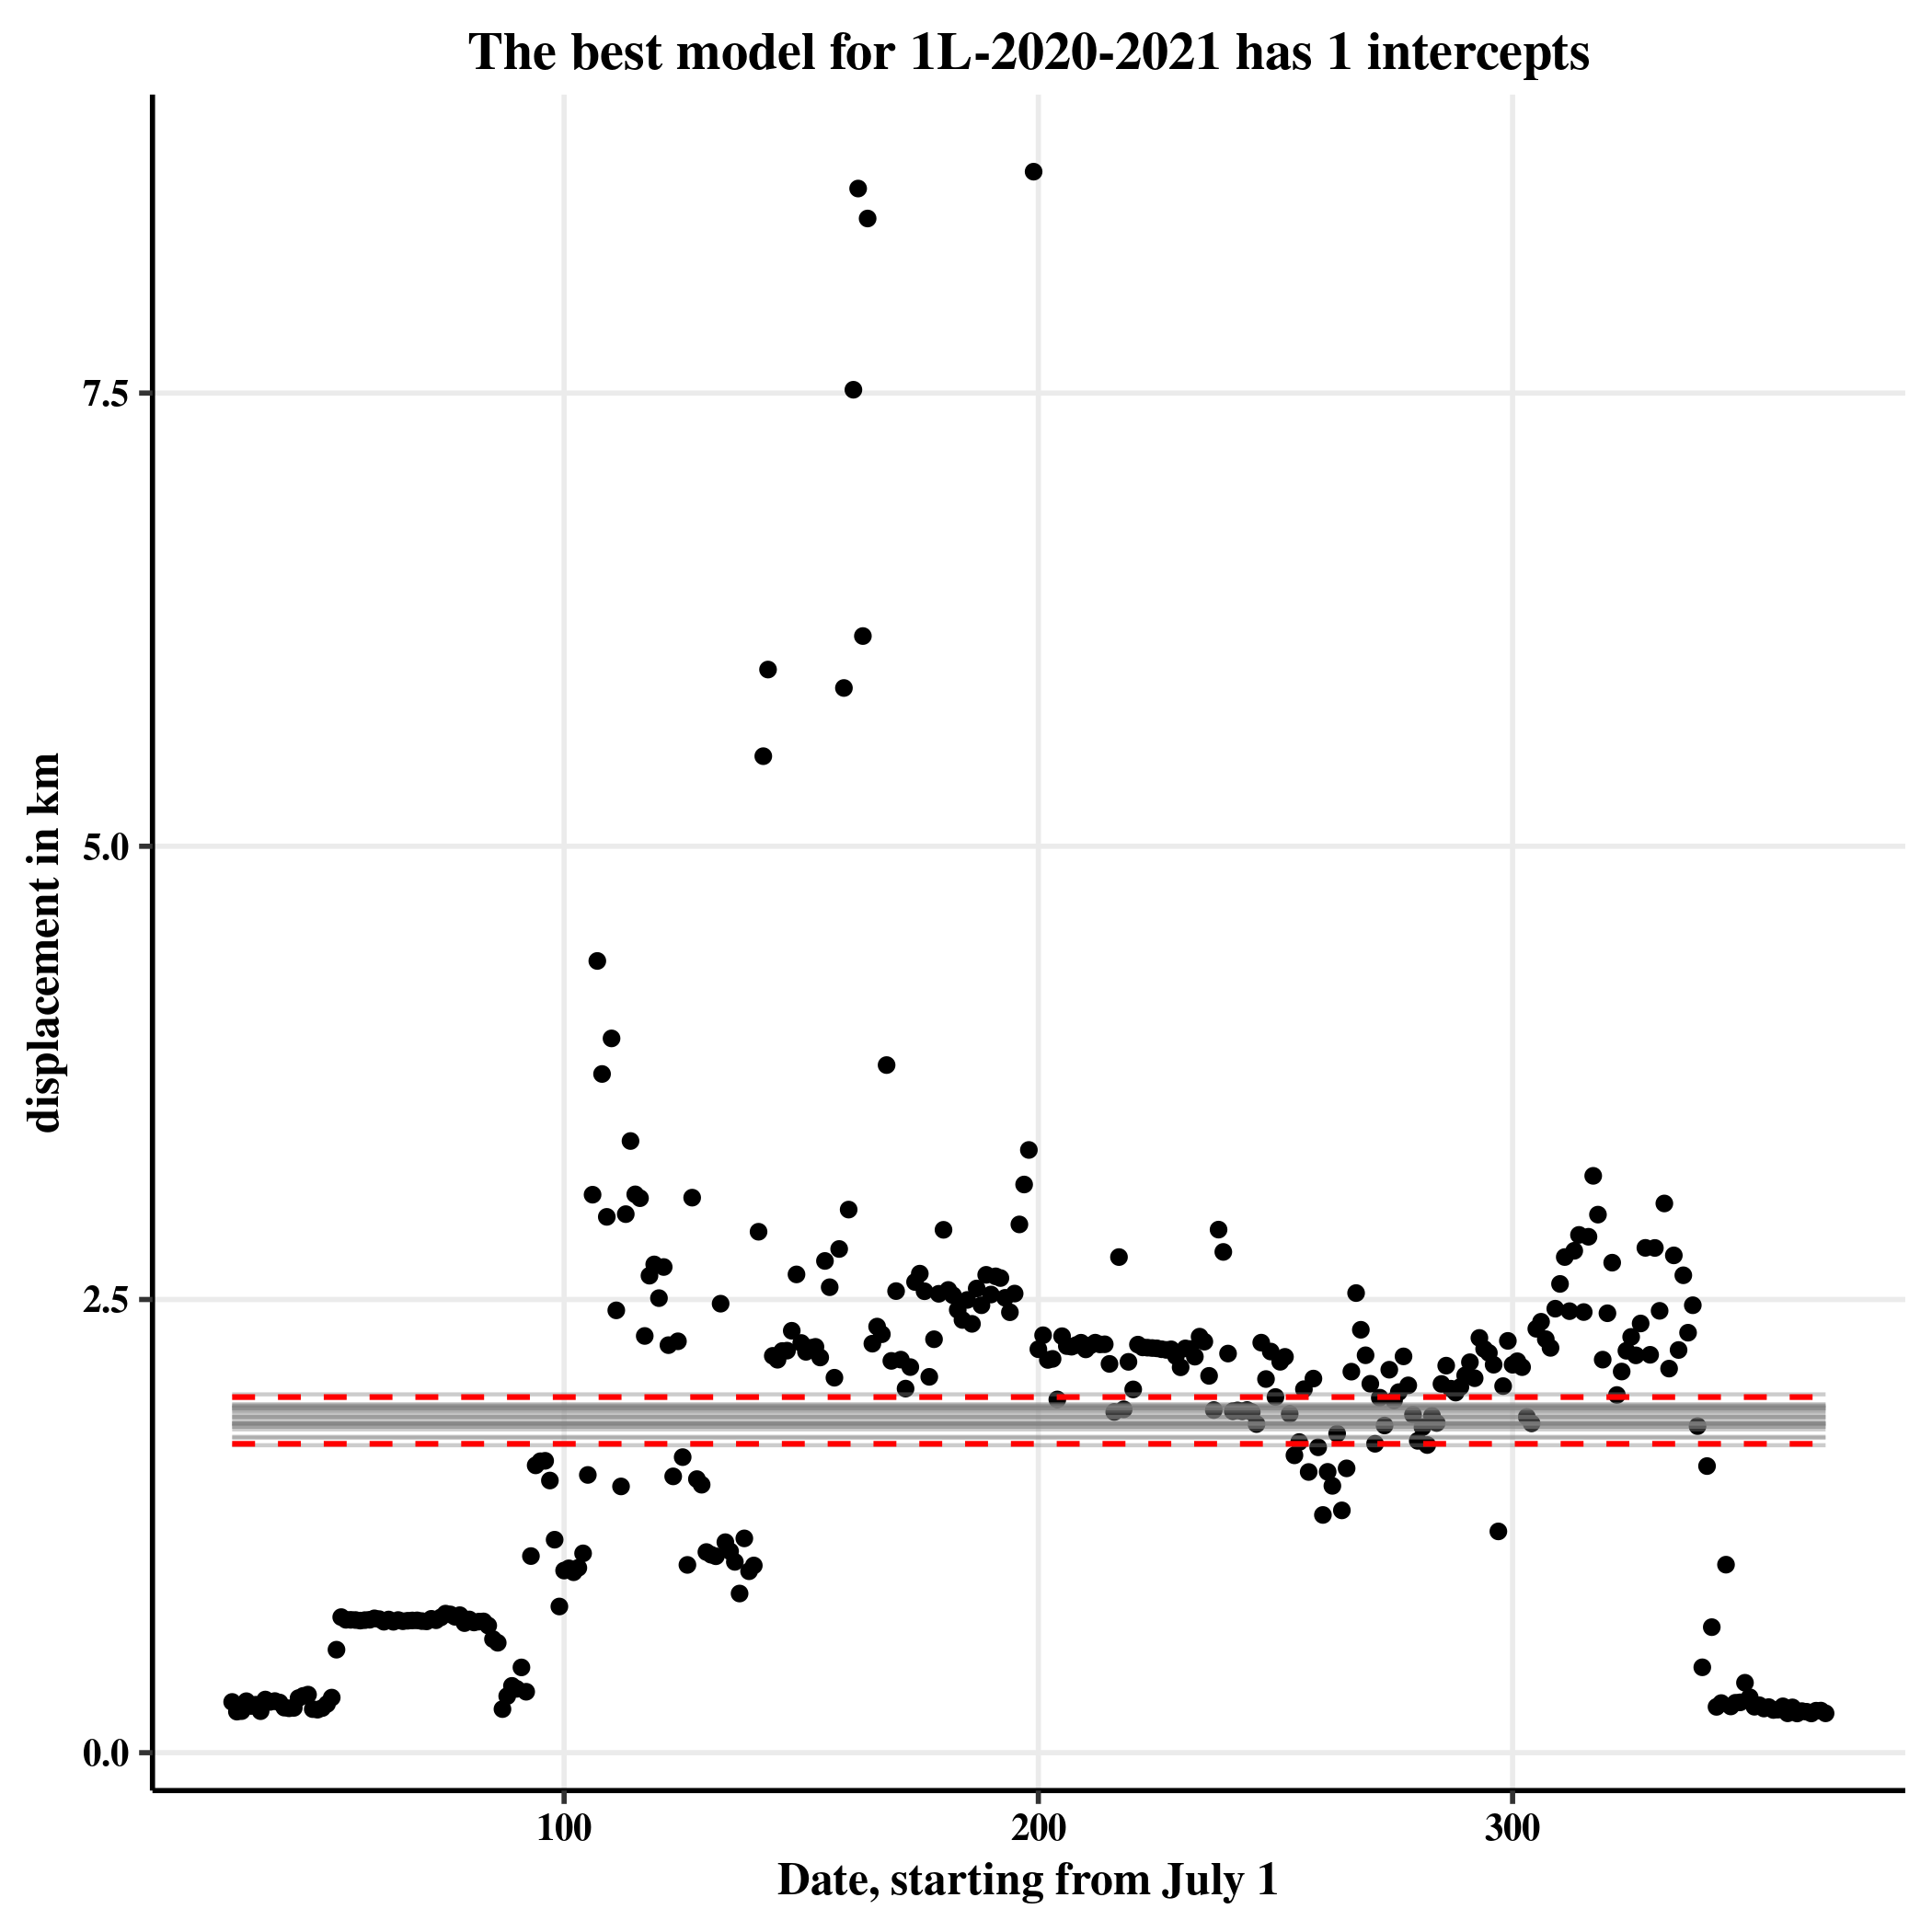 The best model for 1L-2020-2021 has 1 intercepts
displacement in km
7.5
5.0
2.5
0.0
100 200 300
Date, starting from July 1